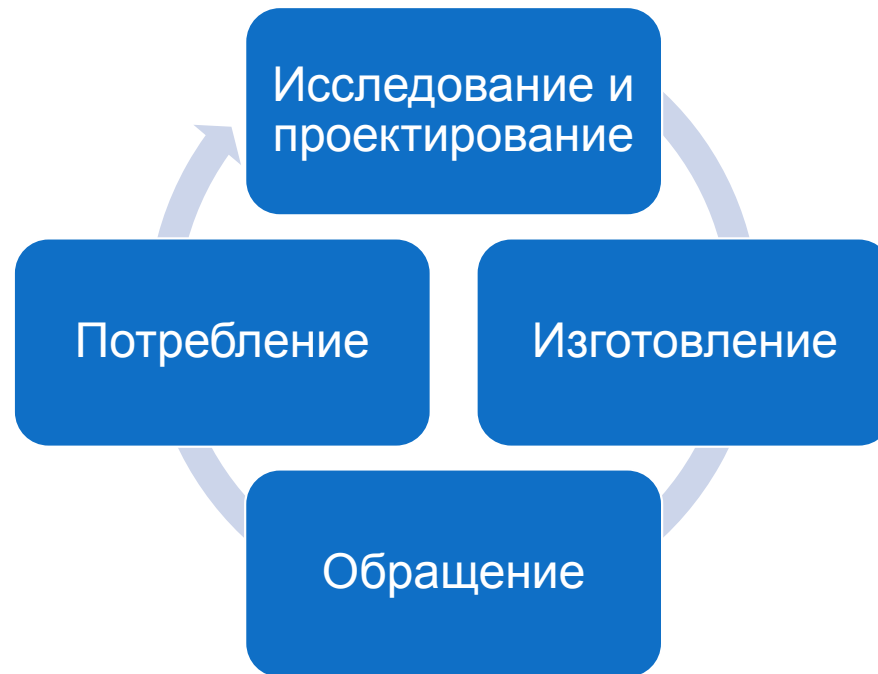 Исследование и
проектирование
Потребление
Изготовление
Обращение